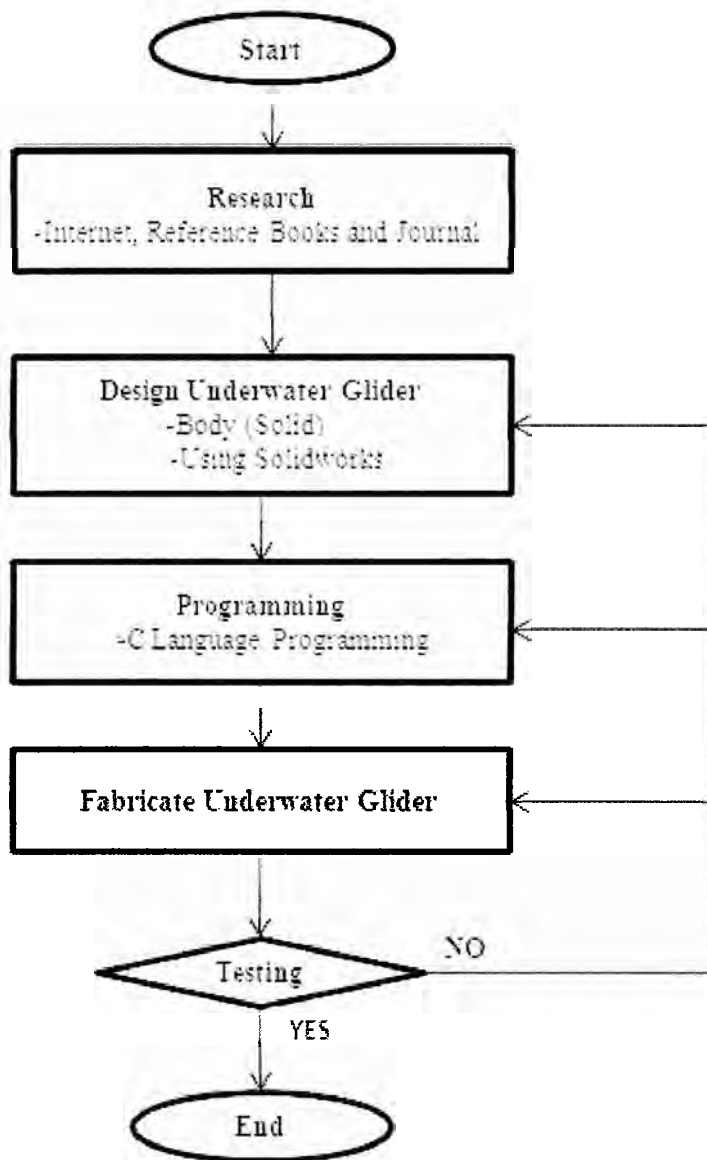 Start
Research
-Internet, Reference Books and Journal
Design Underwater Glider
-Body (Solid)
-Using Solidworks
Programming
-C Language Programming
Fabricate Underwater Glider
Testing
NO
YES
End